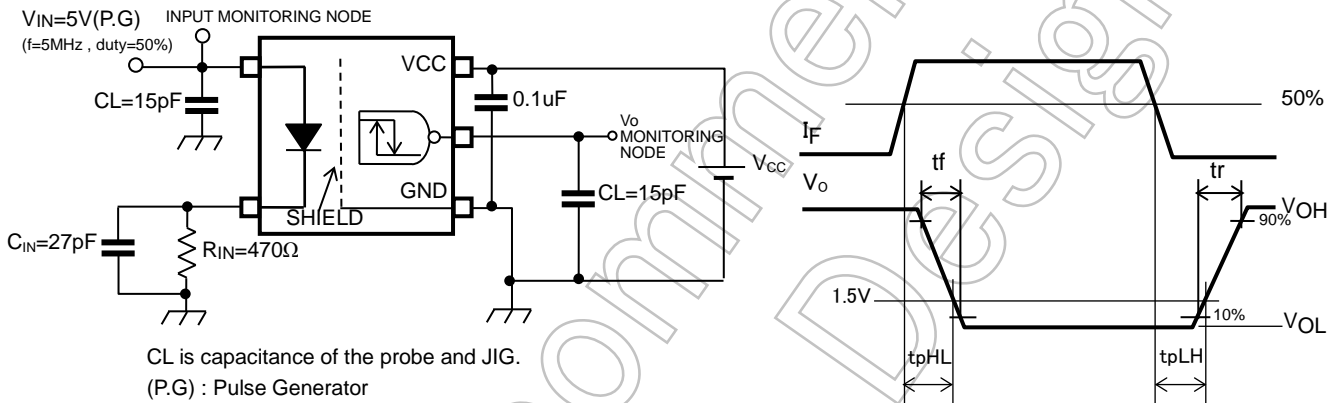 VIN=5V(P.G)
INPUT MONITORING NODE
(f=5MHz , duty=50%)
CL=15pF
VCC
0.1uF
Vo
MONITORING
NODE
VCC
GND
CL=15pF
SHIELD
CIN=27pF
RIN=470Ω
CL is capacitance of the probe and JIG.
(P.G) : Pulse Generator
50%
IF
tf
tr
VO
VOH
90%
1.5V
10%
VOL
tpHL
tpLH